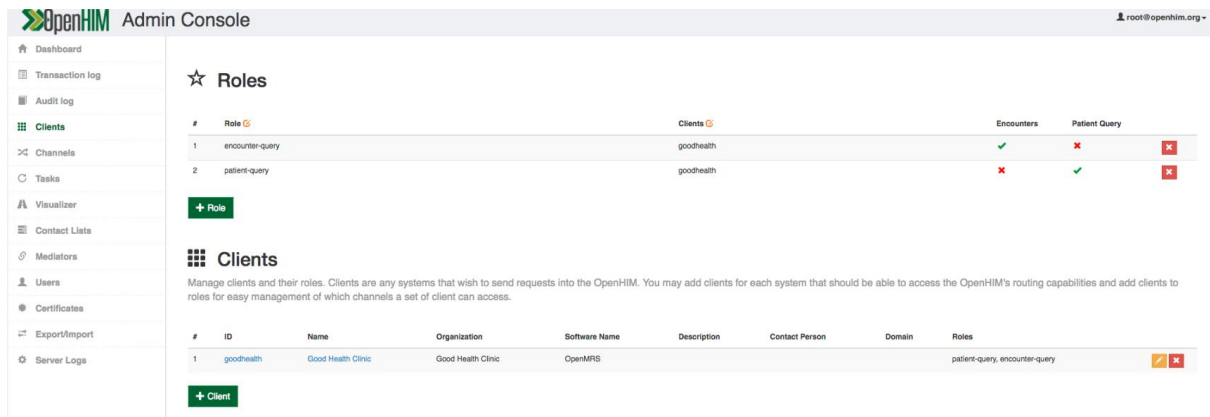 OpenHIM Admin Console
root@openhim.org
Dashboard
Transaction log
Audit log
Clients
Channels
Tasks
Visualizer
Contact Lists
Mediators
Users
Certificates
Export/Import
Server Logs
Roles
# Role Clients Encounters Patient Query
1 encounter-query goodhealth
2 patient-query goodhealth
+ Role
Clients
Manage clients and their roles. Clients are any systems that wish to send requests into the OpenHIM. You may add clients for each system that should be able to access the OpenHIM's routing capabilities and add clients to
roles for easy management of which channels a set of client can access.
# ID Name Organization Software Name Description Contact Person Domain Roles
1 goodhealth Good Health Clinic Good Health Clinic OpenMRS patient-query, encounter-query
+ Client